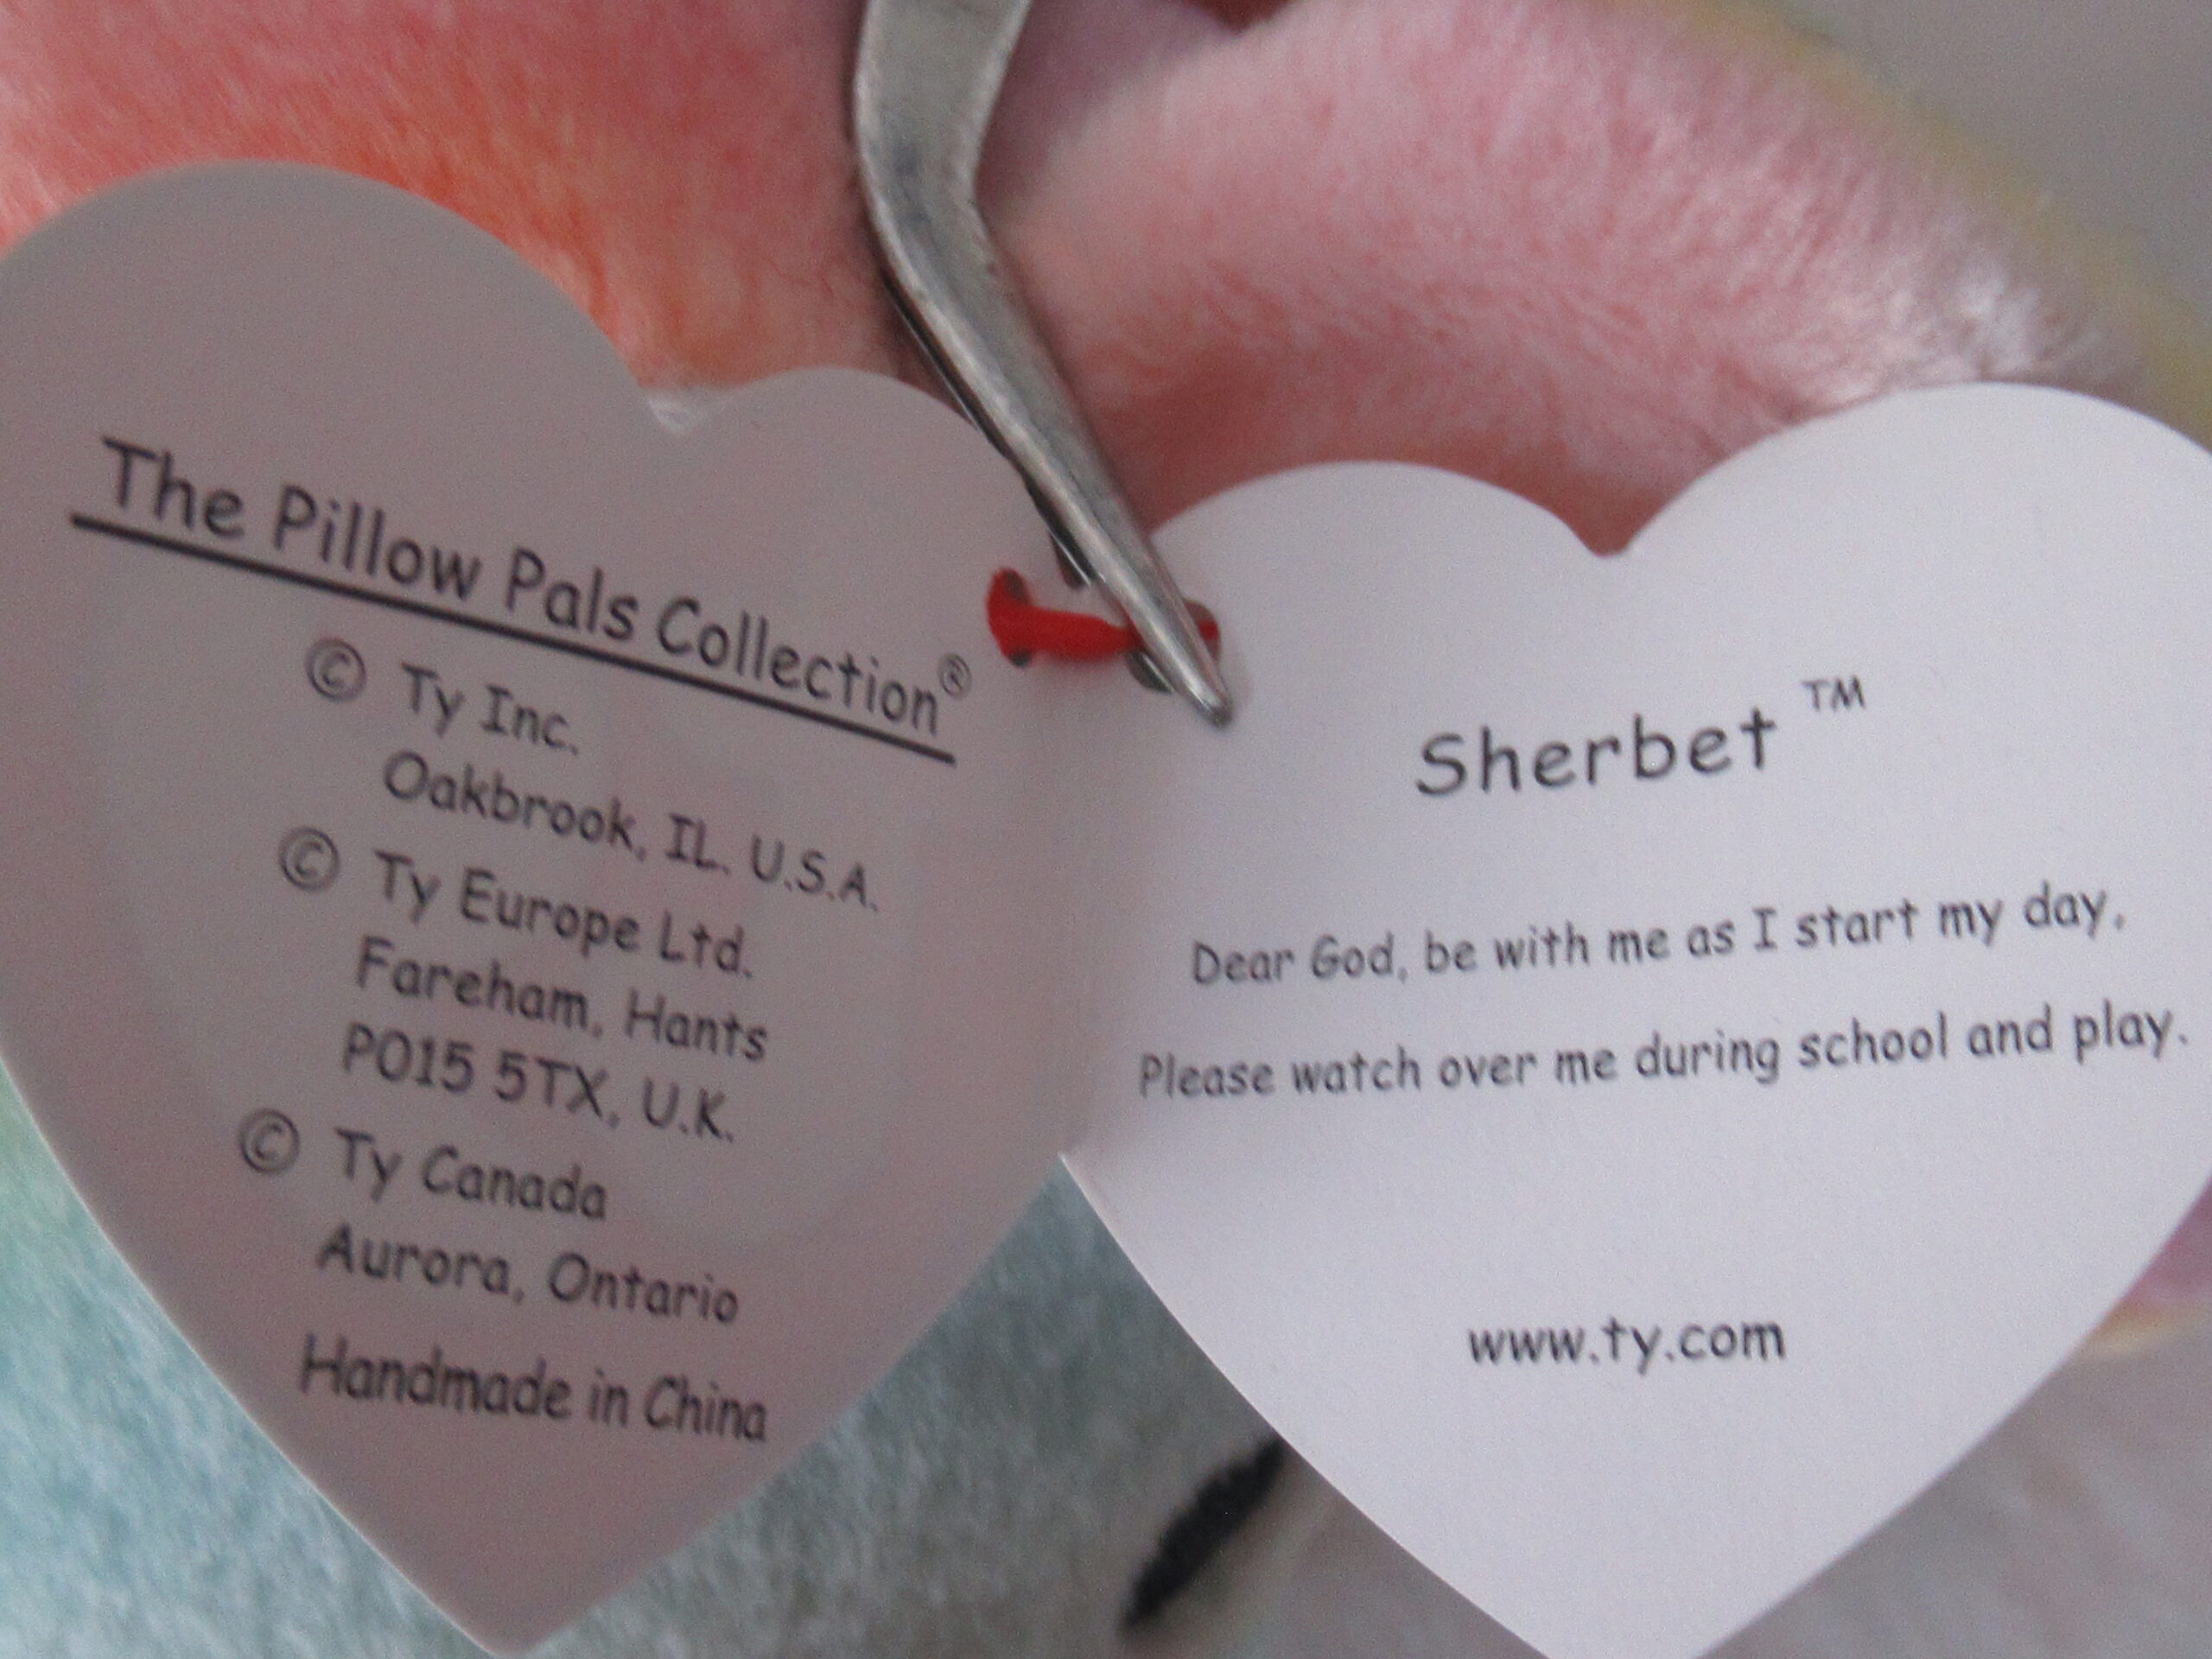 The Pillow Pals Collection®
© Ty Inc.
Oakbrook, IL. U.S.A.
© Ty Europe Ltd.
Fareham, Hants
PO15 5TX, U.K.
© Ty Canada
Aurora, Ontario
Handmade in China
Sherbet ™
Dear God, be with me as I start my day,
Please watch over me during school and play.
www.ty.com